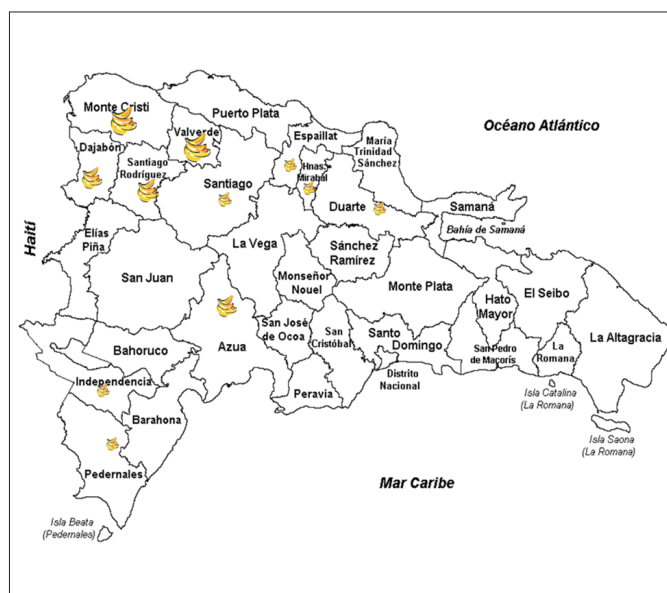 Monte Cristi
Puerto Plata
Valverde
Espaillat
Océano Atlántico
María
Trinidad
Sánchez
Dajabón
Santiago
Rodríguez
Hnas.
Mirabal
Santiago
Duarte
Samaná
Bahía de Samaná
Haití
Elías
Piña
La Vega
Sánchez
Ramírez
San Juan
Monseñor
Nouel
Monte Plata
Hato
Mayor
El Seibo
La Altagracia
Bahoruco
Azua
San José
de Ocoa
San
Cristóbal
Santo
Domingo
San Pedro
de Macorís
La
Romana
Distrito
Nacional
Independencia
Peravia
Isla Catalina
(La Romana)
Barahona
Isla Saona
(La Romana)
Pedernales
Mar Caribe
Isla Beata
(Pedernales)